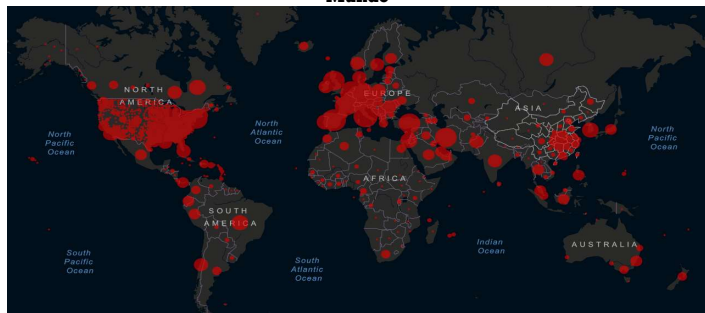 Mundo
NORTH
AMERICA
EUROPE
ASIA
North
Pacific
Ocean
North
Atlantic
Ocean
North
Pacific
Ocean
AFRICA
SOUTH
AMERICA
South
Pacific
Ocean
South
Atlantic
Ocean
Indian
Ocean
AUSTRALIA